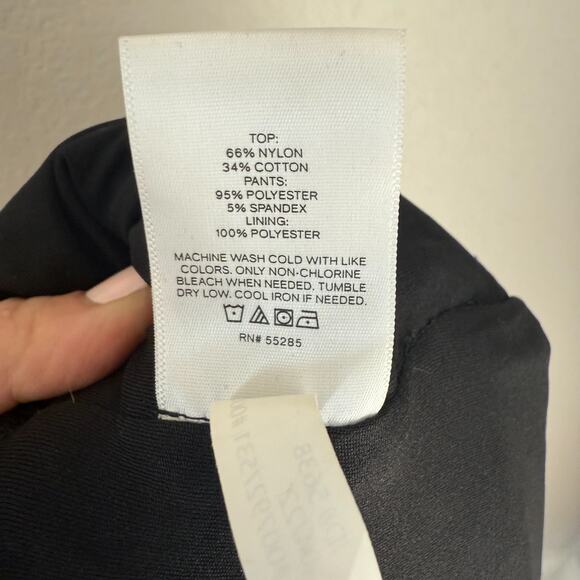 TOP:
66% NYLON
34% COTTON
PANTS:
95% POLYESTER
5% SPANDEX
LINING:
100% POLYESTER
MACHINE WASH COLD WITH LIKE
COLORS. ONLY NON-CHLORINE
BLEACH WHEN NEEDED. TUMBLE
DRY LOW. COOL IRON IF NEEDED.
RN# 55285